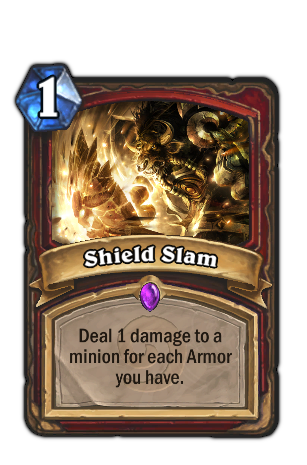 1
Shield Slam
Deal 1 damage to a
minion for each Armor
you have.